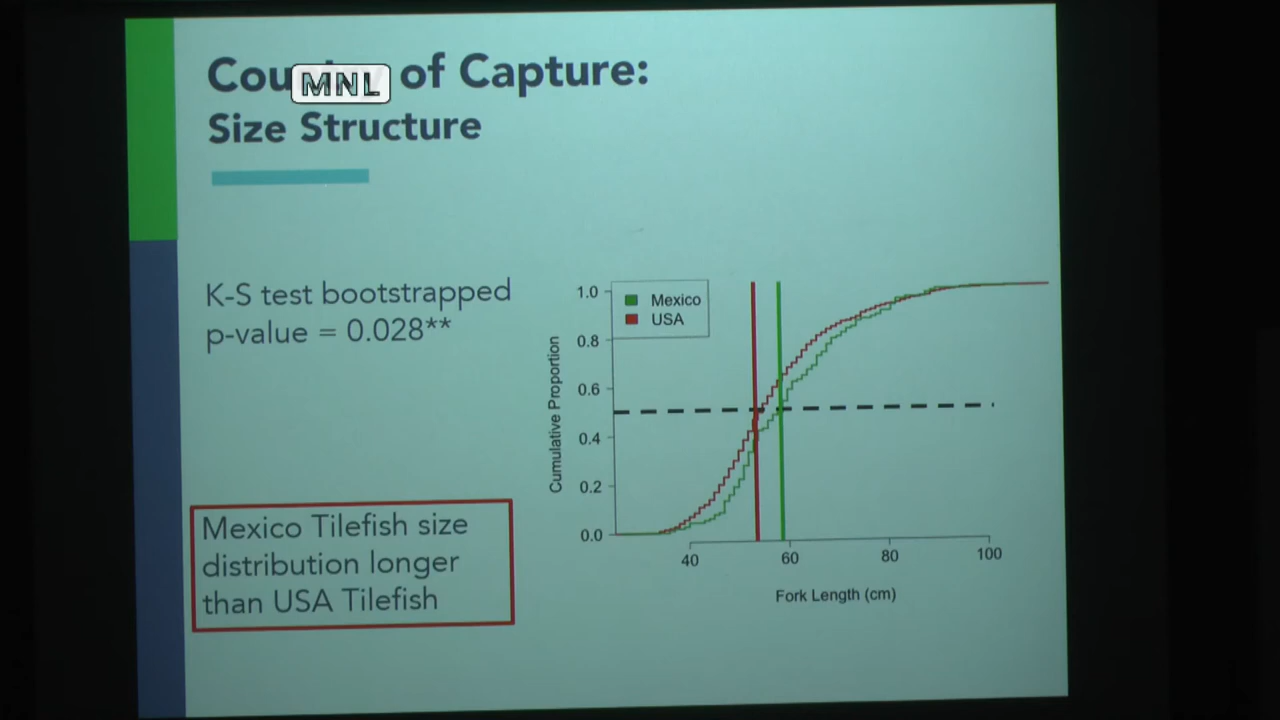 Cou
MNL
of Capture:
Size Structure
K-S test bootstrapped
p-value = 0.028**
Mexico Tilefish size
distribution longer
than USA Tilefish
Mexico
USA
Cumulative Proportion
1.0
0.8
0.6
0.4
0.2
0.0
40 60 80 100
Fork Length (cm)